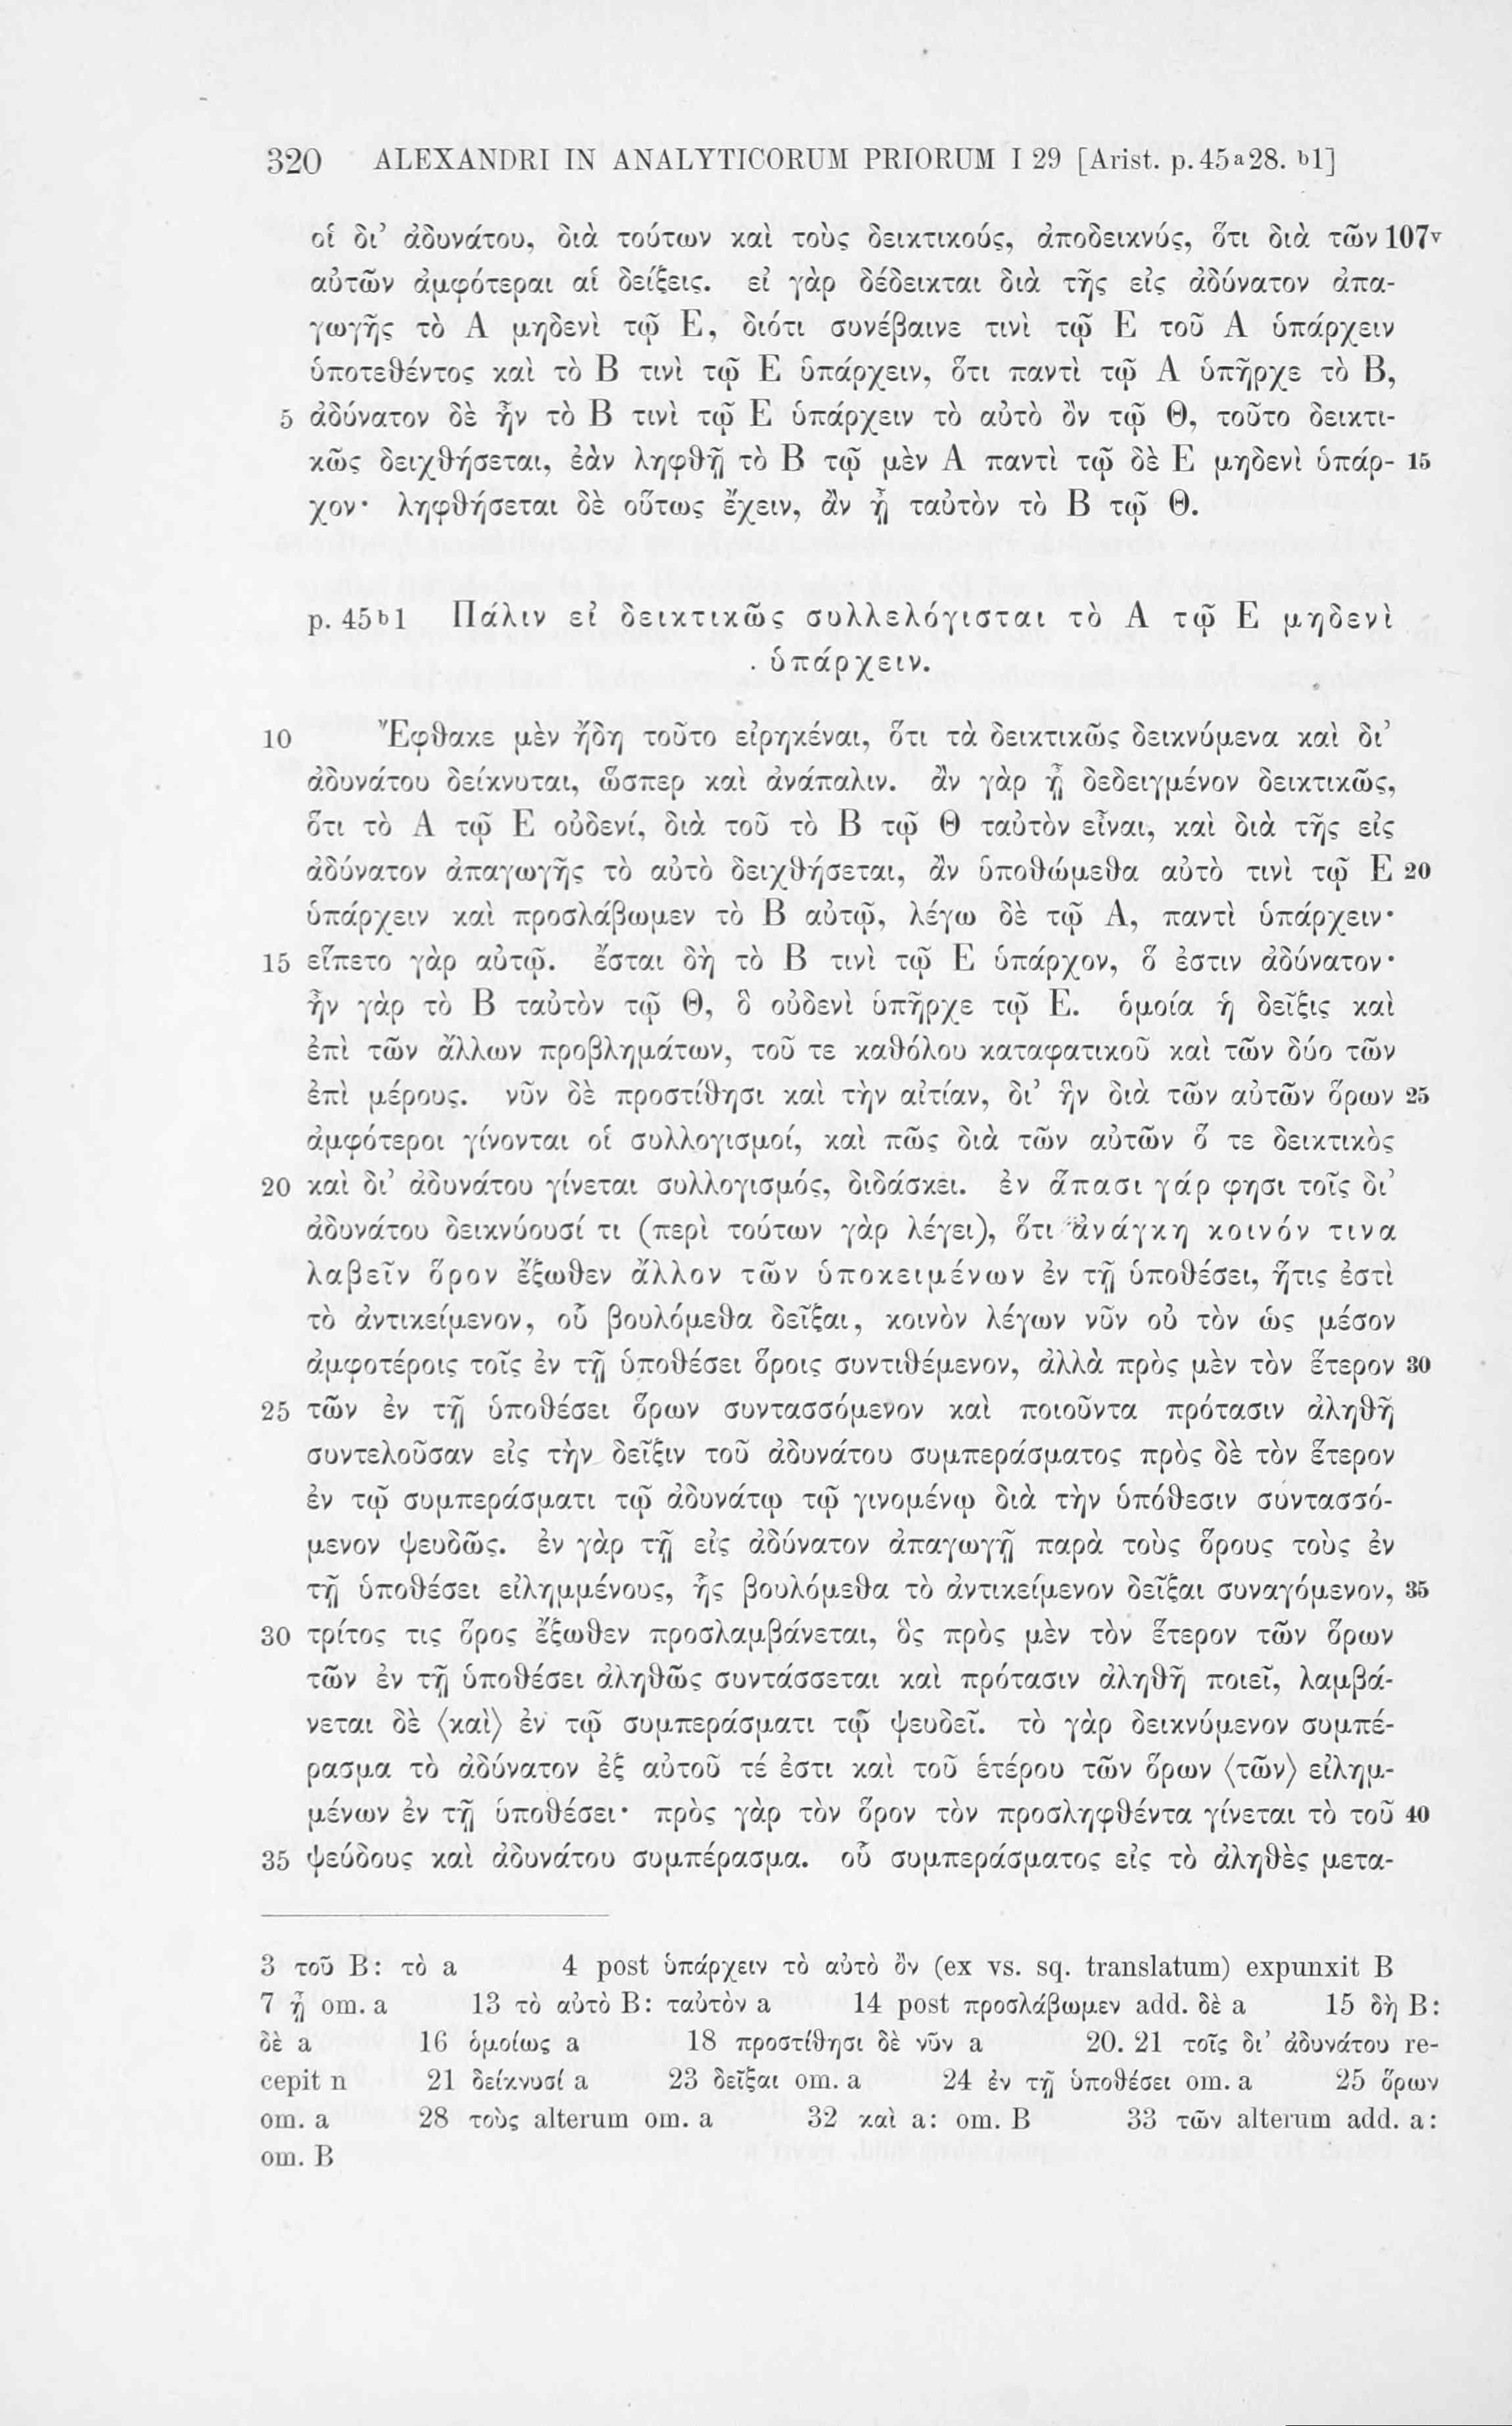 320 ALEXANDRI IN ANALYTICORUM PRIORUM I 29 [Arist. p. 45ᵃ28. ᵇ1]
οἱ δι’ ἀδυνάτου, διὰ τούτων καὶ τοὺς δεικτικούς, ἀποδεικνύς, ὅτι διὰ τῶν 107ᵛ
αὐτῶν ἀμφότεραι αἱ δείξεις. εἰ γὰρ δέδεικται διὰ τῆς εἰς ἀδύνατον ἀπα-
γωγῆς τὸ Α μηδενὶ τῷ Ε, διότι συνέβαινε τινὶ τῷ Ε τοῦ Α ὑπάρχειν
ὑποτεθέντος καὶ τὸ Β τινὶ τῷ Ε ὑπάρχειν, ὅτι παντὶ τῷ Α ὑπῆρχε τὸ Β,
5 ἀδύνατον δὲ ἦν τὸ Β τινὶ τῷ Ε ὑπάρχειν τὸ αὐτὸ ὂν τῷ Θ, τοῦτο δεικτι-
κῶς δειχθήσεται, ἐὰν ληφθῇ τὸ Β τῷ μὲν Α παντὶ τῷ δὲ Ε μηδενὶ ὑπάρ- 15
χον· ληφθήσεται δὲ οὕτως ἔχειν, ἂν ᾖ ταὐτὸν τὸ Β τῷ Θ.
p. 45ᵇ1 Πάλιν εἰ δεικτικῶς συλλελόγισται τὸ Α τῷ Ε μηδενὶ
ὑπάρχειν.
10 Ἔφθακε μὲν ἤδη τοῦτο εἰρηκέναι, ὅτι τὰ δεικτικῶς δεικνύμενα καὶ δι’
ἀδυνάτου δείκνυται, ὥσπερ καὶ ἀνάπαλιν. ἂν γὰρ ᾖ δεδειγμένον δεικτικῶς,
ὅτι τὸ Α τῷ Ε οὐδενί, διὰ τοῦ τὸ Β τῷ Θ ταὐτὸν εἶναι, καὶ διὰ τῆς εἰς
ἀδύνατον ἀπαγωγῆς τὸ αὐτὸ δειχθήσεται, ἂν ὑποθώμεθα αὐτὸ τινὶ τῷ Ε 20
ὑπάρχειν καὶ προσλάβωμεν τὸ Β αὐτῷ, λέγω δὲ τῷ Α, παντὶ ὑπάρχειν·
15 εἵπετο γὰρ αὐτῷ. ἔσται δὴ τὸ Β τινὶ τῷ Ε ὑπάρχον, ὅ ἐστιν ἀδύνατον·
ἦν γὰρ τὸ Β ταὐτὸν τῷ Θ, ὃ οὐδενὶ ὑπῆρχε τῷ Ε. ὁμοία ἡ δεῖξις καὶ
ἐπὶ τῶν ἄλλων προβλημάτων, τοῦ τε καθόλου καταφατικοῦ καὶ τῶν δύο τῶν
ἐπὶ μέρους. νῦν δὲ προστίθησι καὶ τὴν αἰτίαν, δι’ ἣν διὰ τῶν αὐτῶν ὅρων 25
ἀμφότεροι γίνονται οἱ συλλογισμοί, καὶ πῶς διὰ τῶν αὐτῶν ὅ τε δεικτικὸς
20 καὶ δι’ ἀδυνάτου γίνεται συλλογισμός, διδάσκει. ἐν ἅπασι γάρ φησι τοῖς δι’
ἀδυνάτου δεικνύουσί τι (περὶ τούτων γὰρ λέγει), ὅτι ἀνάγκη κοινόν τινα
λαβεῖν ὅρον ἔξωθεν ἄλλον τῶν ὑποκειμένων ἐν τῇ ὑποθέσει, ἥτις ἐστὶ
τὸ ἀντικείμενον, οὗ βουλόμεθα δεῖξαι, κοινὸν λέγων νῦν οὐ τὸν ὡς μέσον
ἀμφοτέροις τοῖς ἐν τῇ ὑποθέσει ὅροις συντιθέμενον, ἀλλὰ πρὸς μὲν τὸν ἕτερον 30
25 τῶν ἐν τῇ ὑποθέσει ὅρων συντασσόμενον καὶ ποιοῦντα πρότασιν ἀληθῆ
συντελοῦσαν εἰς τὴν δεῖξιν τοῦ ἀδυνάτου συμπεράσματος πρὸς δὲ τὸν ἕτερον
ἐν τῷ συμπεράσματι τῷ ἀδυνάτῳ τῷ γινομένῳ διὰ τὴν ὑπόθεσιν συντασσό-
μενον ψευδῶς. ἐν γὰρ τῇ εἰς ἀδύνατον ἀπαγωγῇ παρὰ τοὺς ὅρους τοὺς ἐν
τῇ ὑποθέσει εἰλημμένους, ἧς βουλόμεθα τὸ ἀντικείμενον δεῖξαι συναγόμενον, 35
30 τρίτος τις ὅρος ἔξωθεν προσλαμβάνεται, ὃς πρὸς μὲν τὸν ἕτερον τῶν ὅρων
τῶν ἐν τῇ ὑποθέσει ἀληθῶς συντάσσεται καὶ πρότασιν ἀληθῆ ποιεῖ, λαμβά-
νεται δὲ ⟨καὶ⟩ ἐν τῷ συμπεράσματι τῷ ψευδεῖ. τὸ γὰρ δεικνύμενον συμπέ-
ρασμα τὸ ἀδύνατον ἐξ αὐτοῦ τέ ἐστι καὶ τοῦ ἑτέρου τῶν ὅρων ⟨τῶν⟩ εἰλημ-
μένων ἐν τῇ ὑποθέσει· πρὸς γὰρ τὸν ὅρον τὸν προσληφθέντα γίνεται τὸ τοῦ 40
35 ψεύδους καὶ ἀδυνάτου συμπέρασμα. οὗ συμπεράσματος εἰς τὸ ἀληθὲς μετα-
3 τοῦ B: τὸ a 4 post ὑπάρχειν τὸ αὐτὸ ὂν (ex vs. sq. translatum) expunxit B
7 ᾖ om. a 13 τὸ αὐτὸ B: ταὐτὸν a 14 post προσλάβωμεν add. δὲ a 15 δὴ B:
δὲ a 16 ὁμοίως a 18 προστίθησι δὲ νῦν a 20. 21 τοῖς δι’ ἀδυνάτου re-
cepit n 21 δείκνυσί a 23 δεῖξαι om. a 24 ἐν τῇ ὑποθέσει om. a 25 ὅρων
om. a 28 τοὺς alterum om. a 32 καὶ a: om. B 33 τῶν alterum add. a:
om. B